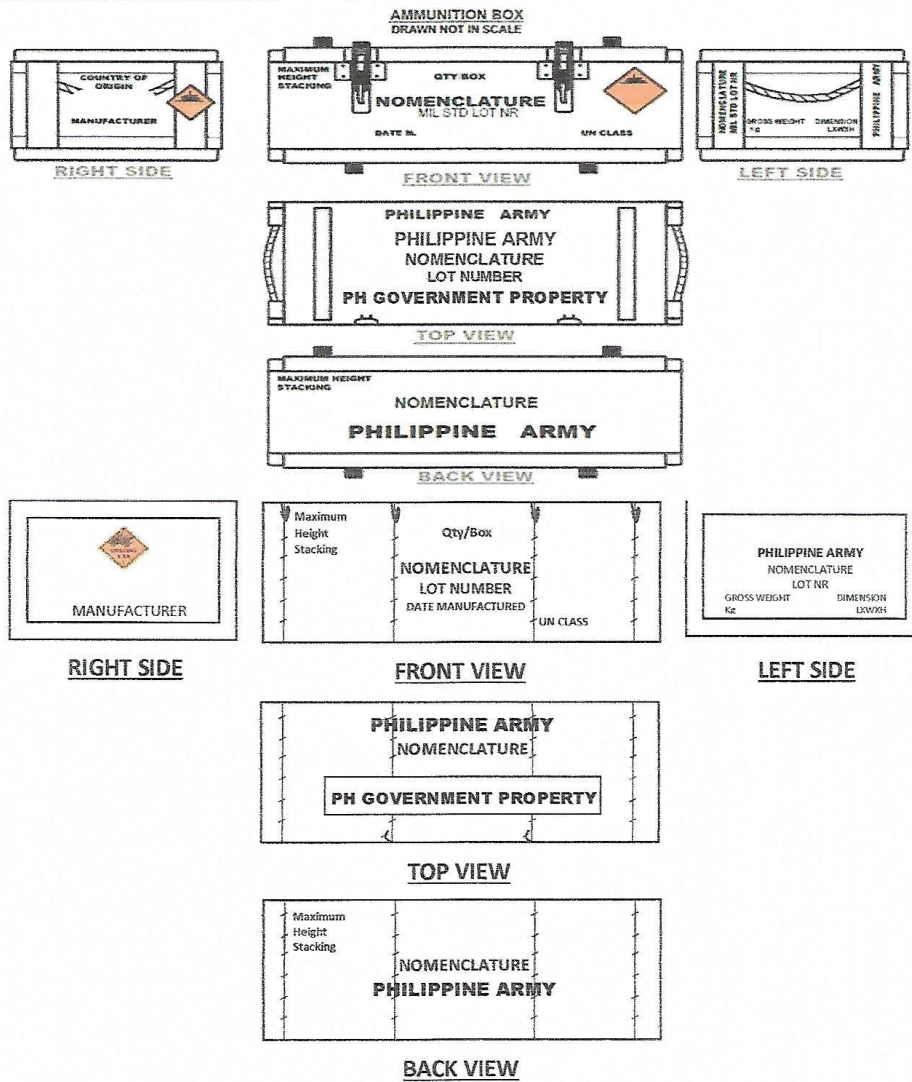 AMMUNITION BOX
DRAWN NOT IN SCALE
COUNTRY OF
ORIGIN
MANUFACTURER
RIGHT SIDE
MAXIMUM
HEIGHT
STACKING
QTY/BOX
NOMENCLATURE
MIL STD LOT NR
DATE M.
UN CLASS
FRONT VIEW
NOMENCLATURE
MIL STD LOT NR
GROSS WEIGHT DIMENSION
Kg LXWXH
PHILIPPINE ARMY
LEFT SIDE
PHILIPPINE ARMY
PHILIPPINE ARMY
NOMENCLATURE
LOT NUMBER
PH GOVERNMENT PROPERTY
TOP VIEW
MAXIMUM HEIGHT
STACKING
NOMENCLATURE
PHILIPPINE ARMY
BACK VIEW
MANUFACTURER
RIGHT SIDE
Maximum
Height
Stacking
Qty/Box
NOMENCLATURE
LOT NUMBER
DATE MANUFACTURED
UN CLASS
FRONT VIEW
PHILIPPINE ARMY
NOMENCLATURE
LOT NR
GROSS WEIGHT DIMENSION
Kg LXWXH
LEFT SIDE
PHILIPPINE ARMY
NOMENCLATURE
PH GOVERNMENT PROPERTY
TOP VIEW
Maximum
Height
Stacking
NOMENCLATURE
PHILIPPINE ARMY
BACK VIEW